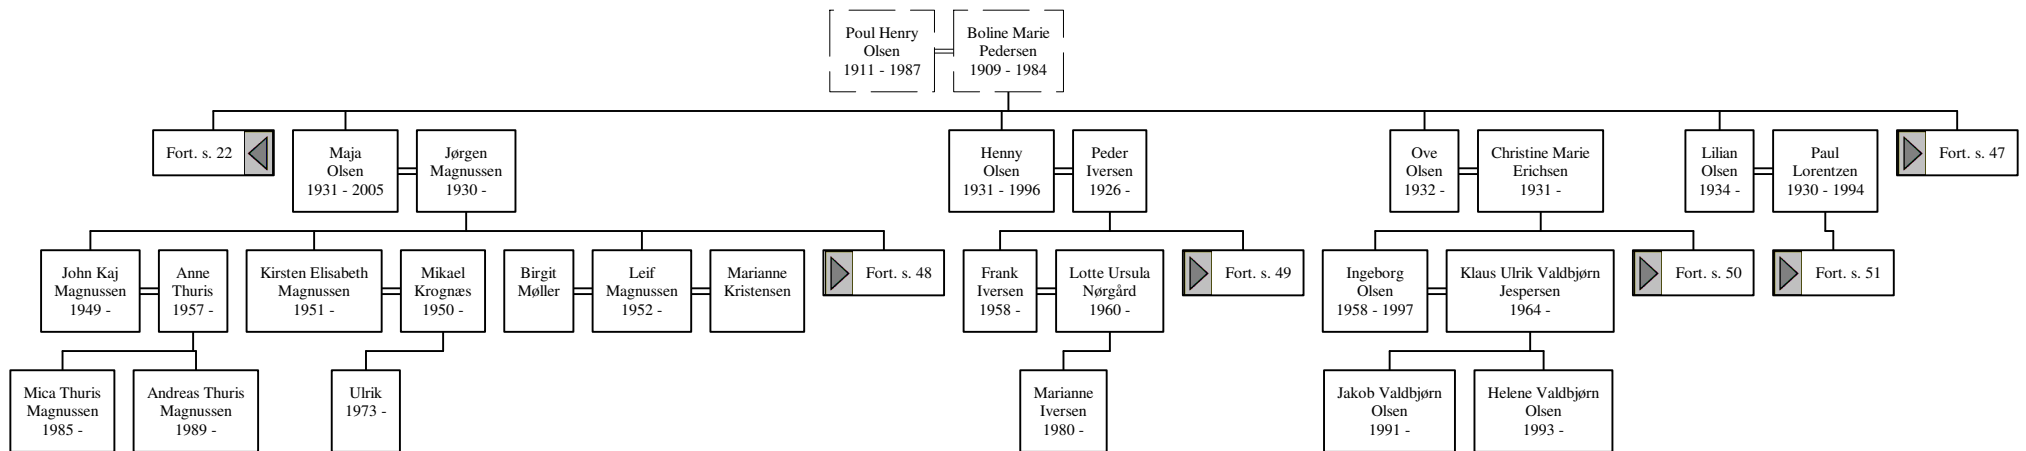 Poul Henry
Olsen
1911 - 1987
Boline Marie
Pedersen
1909 - 1984
Fort. s. 22
Maja
Olsen
1931 - 2005
Jørgen
Magnussen
1930 -
Henny
Olsen
1931 - 1996
Peder
Iversen
1926 -
Ove
Olsen
1932 -
Christine Marie
Erichsen
1931 -
Lilian
Olsen
1934 -
Paul
Lorentzen
1930 - 1994
Fort. s. 47
John Kaj
Magnussen
1949 -
Anne
Thuris
1957 -
Kirsten Elisabeth
Magnussen
1951 -
Mikael
Krognæs
1950 -
Birgit
Møller
Leif
Magnussen
1952 -
Marianne
Kristensen
Fort. s. 48
Frank
Iversen
1958 -
Lotte Ursula
Nørgård
1960 -
Fort. s. 49
Ingeborg
Olsen
1958 - 1997
Klaus Ulrik Valdbjørn
Jespersen
1964 -
Fort. s. 50
Fort. s. 51
Mica Thuris
Magnussen
1985 -
Andreas Thuris
Magnussen
1989 -
Ulrik
1973 -
Marianne
Iversen
1980 -
Jakob Valdbjørn
Olsen
1991 -
Helene Valdbjørn
Olsen
1993 -